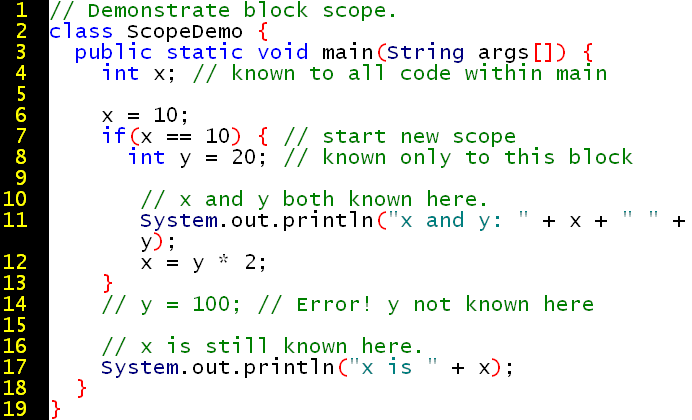 1 // Demonstrate block scope.
2 class ScopeDemo {
3 public static void main(String args[]) {
4 int x; // known to all code within main
5
6 x = 10;
7 if(x == 10) { // start new scope
8 int y = 20; // known only to this block
9
10 // x and y both known here.
11 System.out.println("x and y: " + x + " " +
y);
12 x = y * 2;
13 }
14 // y = 100; // Error! y not known here
15
16 // x is still known here.
17 System.out.println("x is " + x);
18 }
19 }